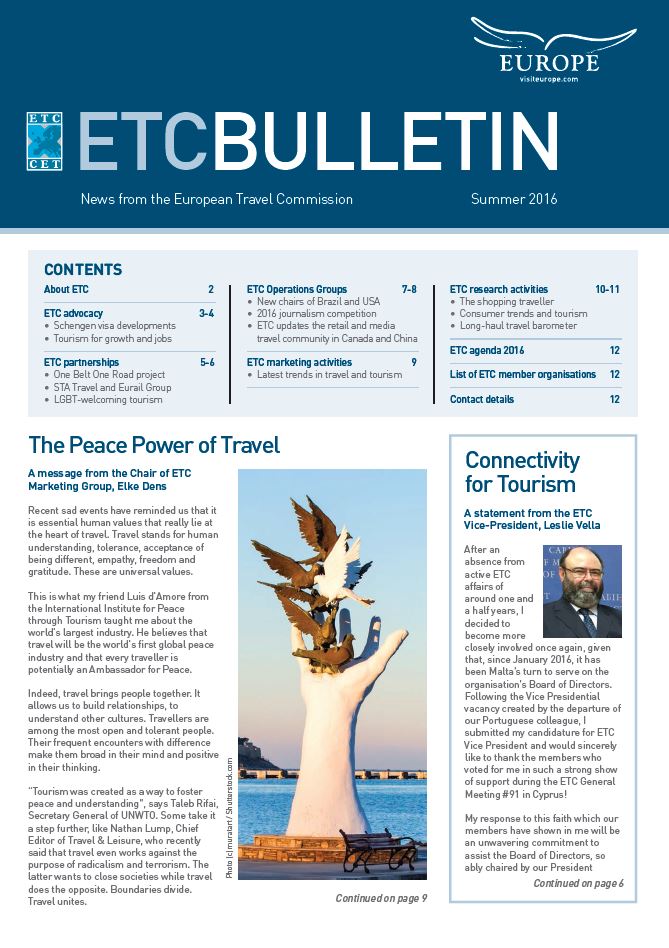 EUROPE
visiteurope.com
ETC
CET
ETCBULLETIN
News from the European Travel Commission
Summer 2016
CONTENTS
About ETC 2
ETC advocacy 3-4
• Schengen visa developments
• Tourism for growth and jobs
ETC partnerships 5-6
• One Belt One Road project
• STA Travel and Eurail Group
• LGBT-welcoming tourism
ETC Operations Groups 7-8
• New chairs of Brazil and USA
• 2016 journalism competition
• ETC updates the retail and media
travel community in Canada and China
ETC marketing activities 9
• Latest trends in travel and tourism
ETC research activities 10-11
• The shopping traveller
• Consumer trends and tourism
• Long-haul travel barometer
ETC agenda 2016 12
List of ETC member organisations 12
Contact details 12
The Peace Power of Travel
A message from the Chair of ETC
Marketing Group, Elke Dens
Recent sad events have reminded us that it
is essential human values that really lie at
the heart of travel. Travel stands for human
understanding, tolerance, acceptance of
being different, empathy, freedom and
gratitude. These are universal values.
This is what my friend Luis d'Amore from
the International Institute for Peace
through Tourism taught me about the
world's largest industry. He believes that
travel will be the world's first global peace
industry and that every traveller is
potentially an Ambassador for Peace.
Indeed, travel brings people together. It
allows us to build relationships, to
understand other cultures. Travellers are
among the most open and tolerant people.
Their frequent encounters with difference
make them broad in their mind and positive
in their thinking.
"Tourism was created as a way to foster
peace and understanding", says Taleb Rifai,
Secretary General of UNWTO. Some take it
a step further, like Nathan Lump, Chief
Editor of Travel & Leisure, who recently
said that travel even works against the
purpose of radicalism and terrorism. The
latter wants to close societies while travel
does the opposite. Boundaries divide.
Travel unites.
Photo (c) muratart / Shutterstock.com
Continued on page 9
Connectivity
for Tourism
A statement from the ETC
Vice-President, Leslie Vella
After an
absence from
active ETC
affairs of
around one and
a half years, I
decided to
become more
closely involved once again, given
that, since January 2016, it has
been Malta's turn to serve on the
organisation's Board of Directors.
Following the Vice Presidential
vacancy created by the departure of
our Portuguese colleague, I
submitted my candidature for ETC
Vice President and would sincerely
like to thank the members who
voted for me in such a strong show
of support during the ETC General
Meeting #91 in Cyprus!
My response to this faith which our
members have shown in me will be
an unwavering commitment to
assist the Board of Directors, so
ably chaired by our President
Continued on page 6